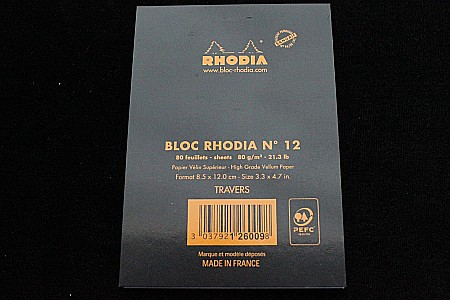 RHODIA
www.bloc-rhodia.com
BLOC RHODIA N° 12
80 feuillets - sheets 80 g/m² - 21.3 lb
Papier Vélin Supérieur - High Grade Vellum Paper
Format 8.5 x 12.0 cm - Size 3.3 x 4.7 in.
TRAVERS
3 037921 260098
PEFC
Marque et modèle déposés
MADE IN FRANCE